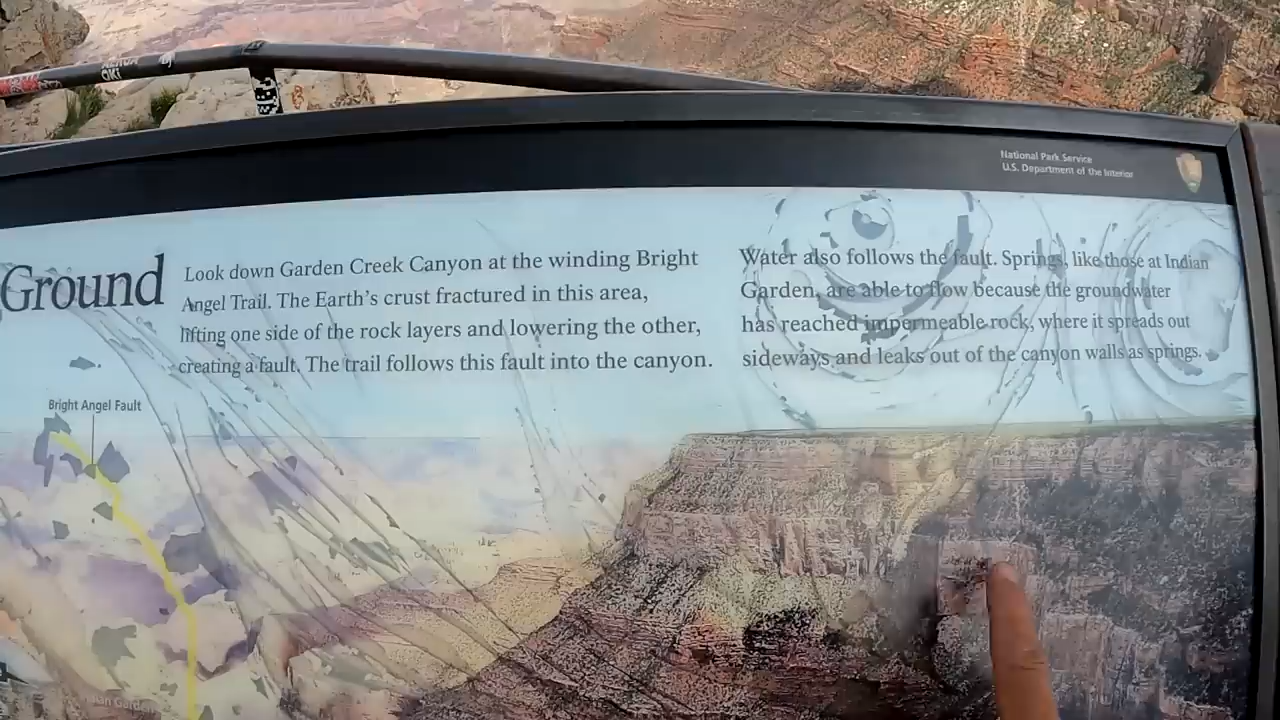 National Park Service
U.S. Department of the Interior
Ground
Look down Garden Creek Canyon at the winding Bright
Angel Trail. The Earth's crust fractured in this area,
lifting one side of the rock layers and lowering the other,
creating a fault. The trail follows this fault into the canyon.
Water also follows the fault. Springs, like those at Indian
Garden, are able to flow because the groundwater
has reached impermeable rock, where it spreads out
sideways and leaks out of the canyon walls as springs.
Bright Angel Fault